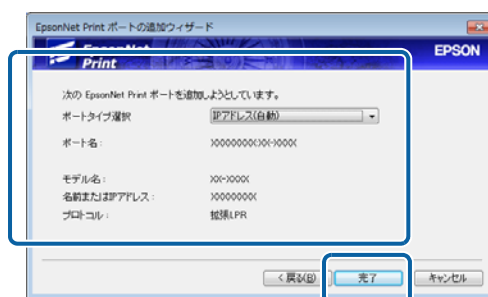 EpsonNet Print ポートの追加ウィザード
EpsonNet
Print
EPSON
次の EpsonNet Print ポートを追加しようとしています。
ポートタイプ選択 IPアドレス(自動)
ポート名: XXXXXXXXXXX-XXXX
モデル名: XX-XXXX
名前またはIPアドレス: XXXXXXXX
プロトコル: 拡張LPR
< 戻る(B) 完了 キャンセル